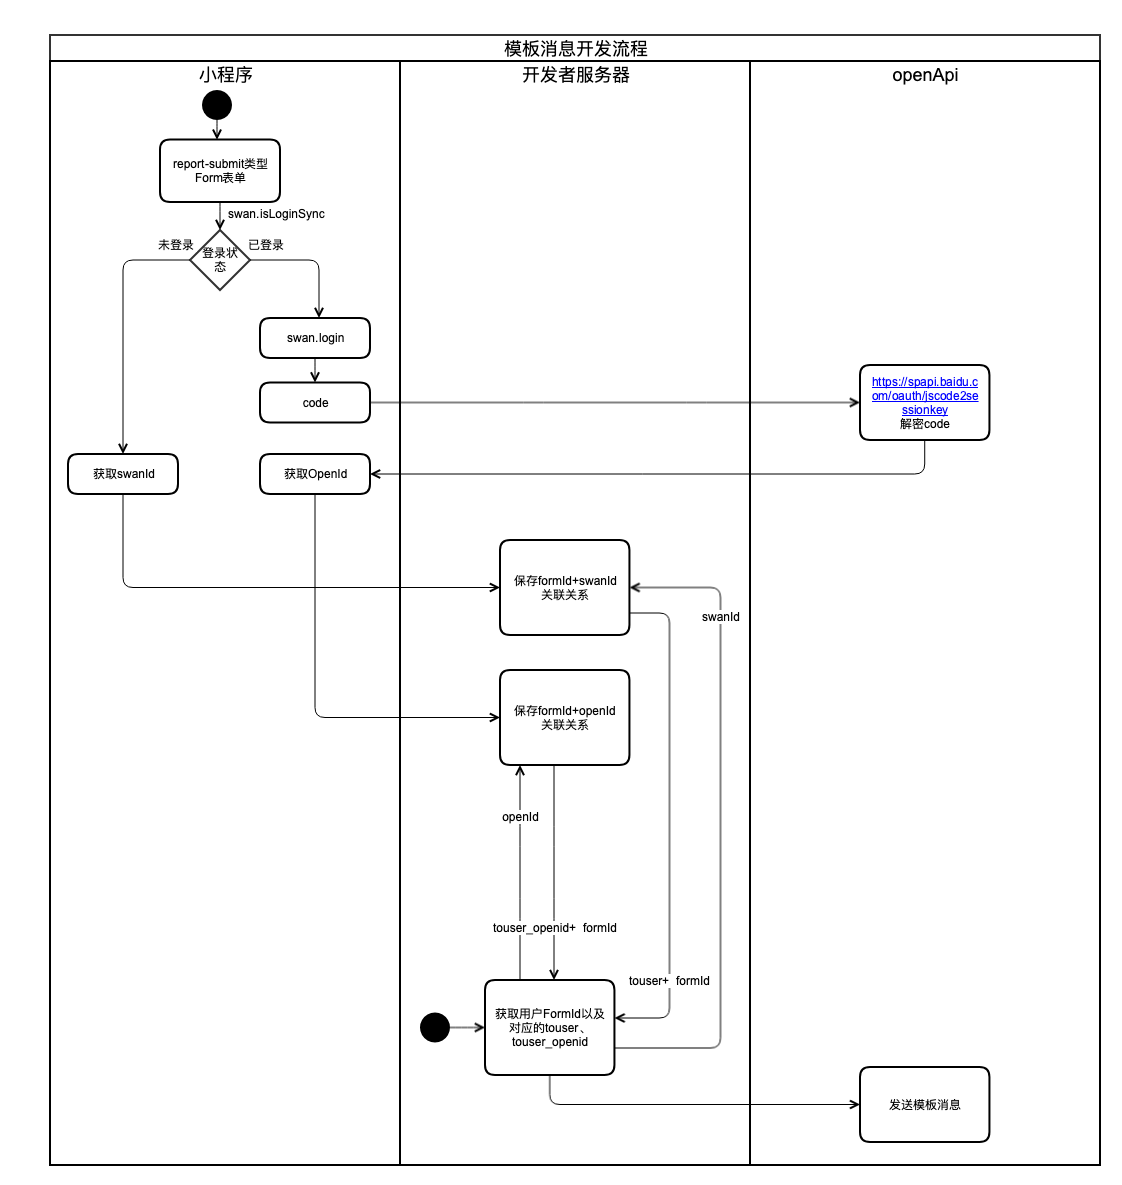 模板消息开发流程
小程序
开发者服务器
openApi
report-submit类型
Form表单
swan.isLoginSync
未登录
登录状
态
已登录
swan.login
code
https://spapi.baidu.c
om/oauth/jscode2se
ssionkey
解密code
获取swanId
获取OpenId
保存formId+swanId
关联关系
swanId
保存formId+openId
关联关系
openId
touser_openid+ formId
touser+ formId
获取用户FormId以及
对应的touser、
touser_openid
发送模板消息